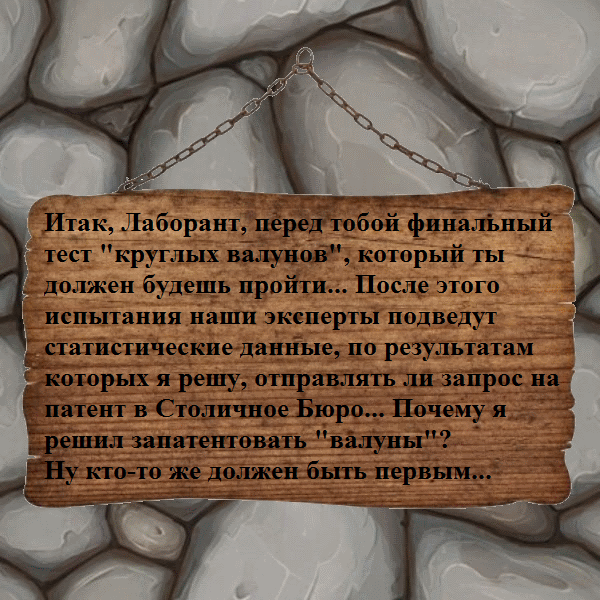 Итак, Лаборант, перед тобой финальный
тест "круглых валунов", который ты
должен будешь пройти... После этого
испытания наши эксперты подведут
статистические данные, по результатам
которых я решу, отправлять ли запрос на
патент в Столичное Бюро... Почему я
решил запатентовать "валуны"?
Ну кто-то же должен быть первым...